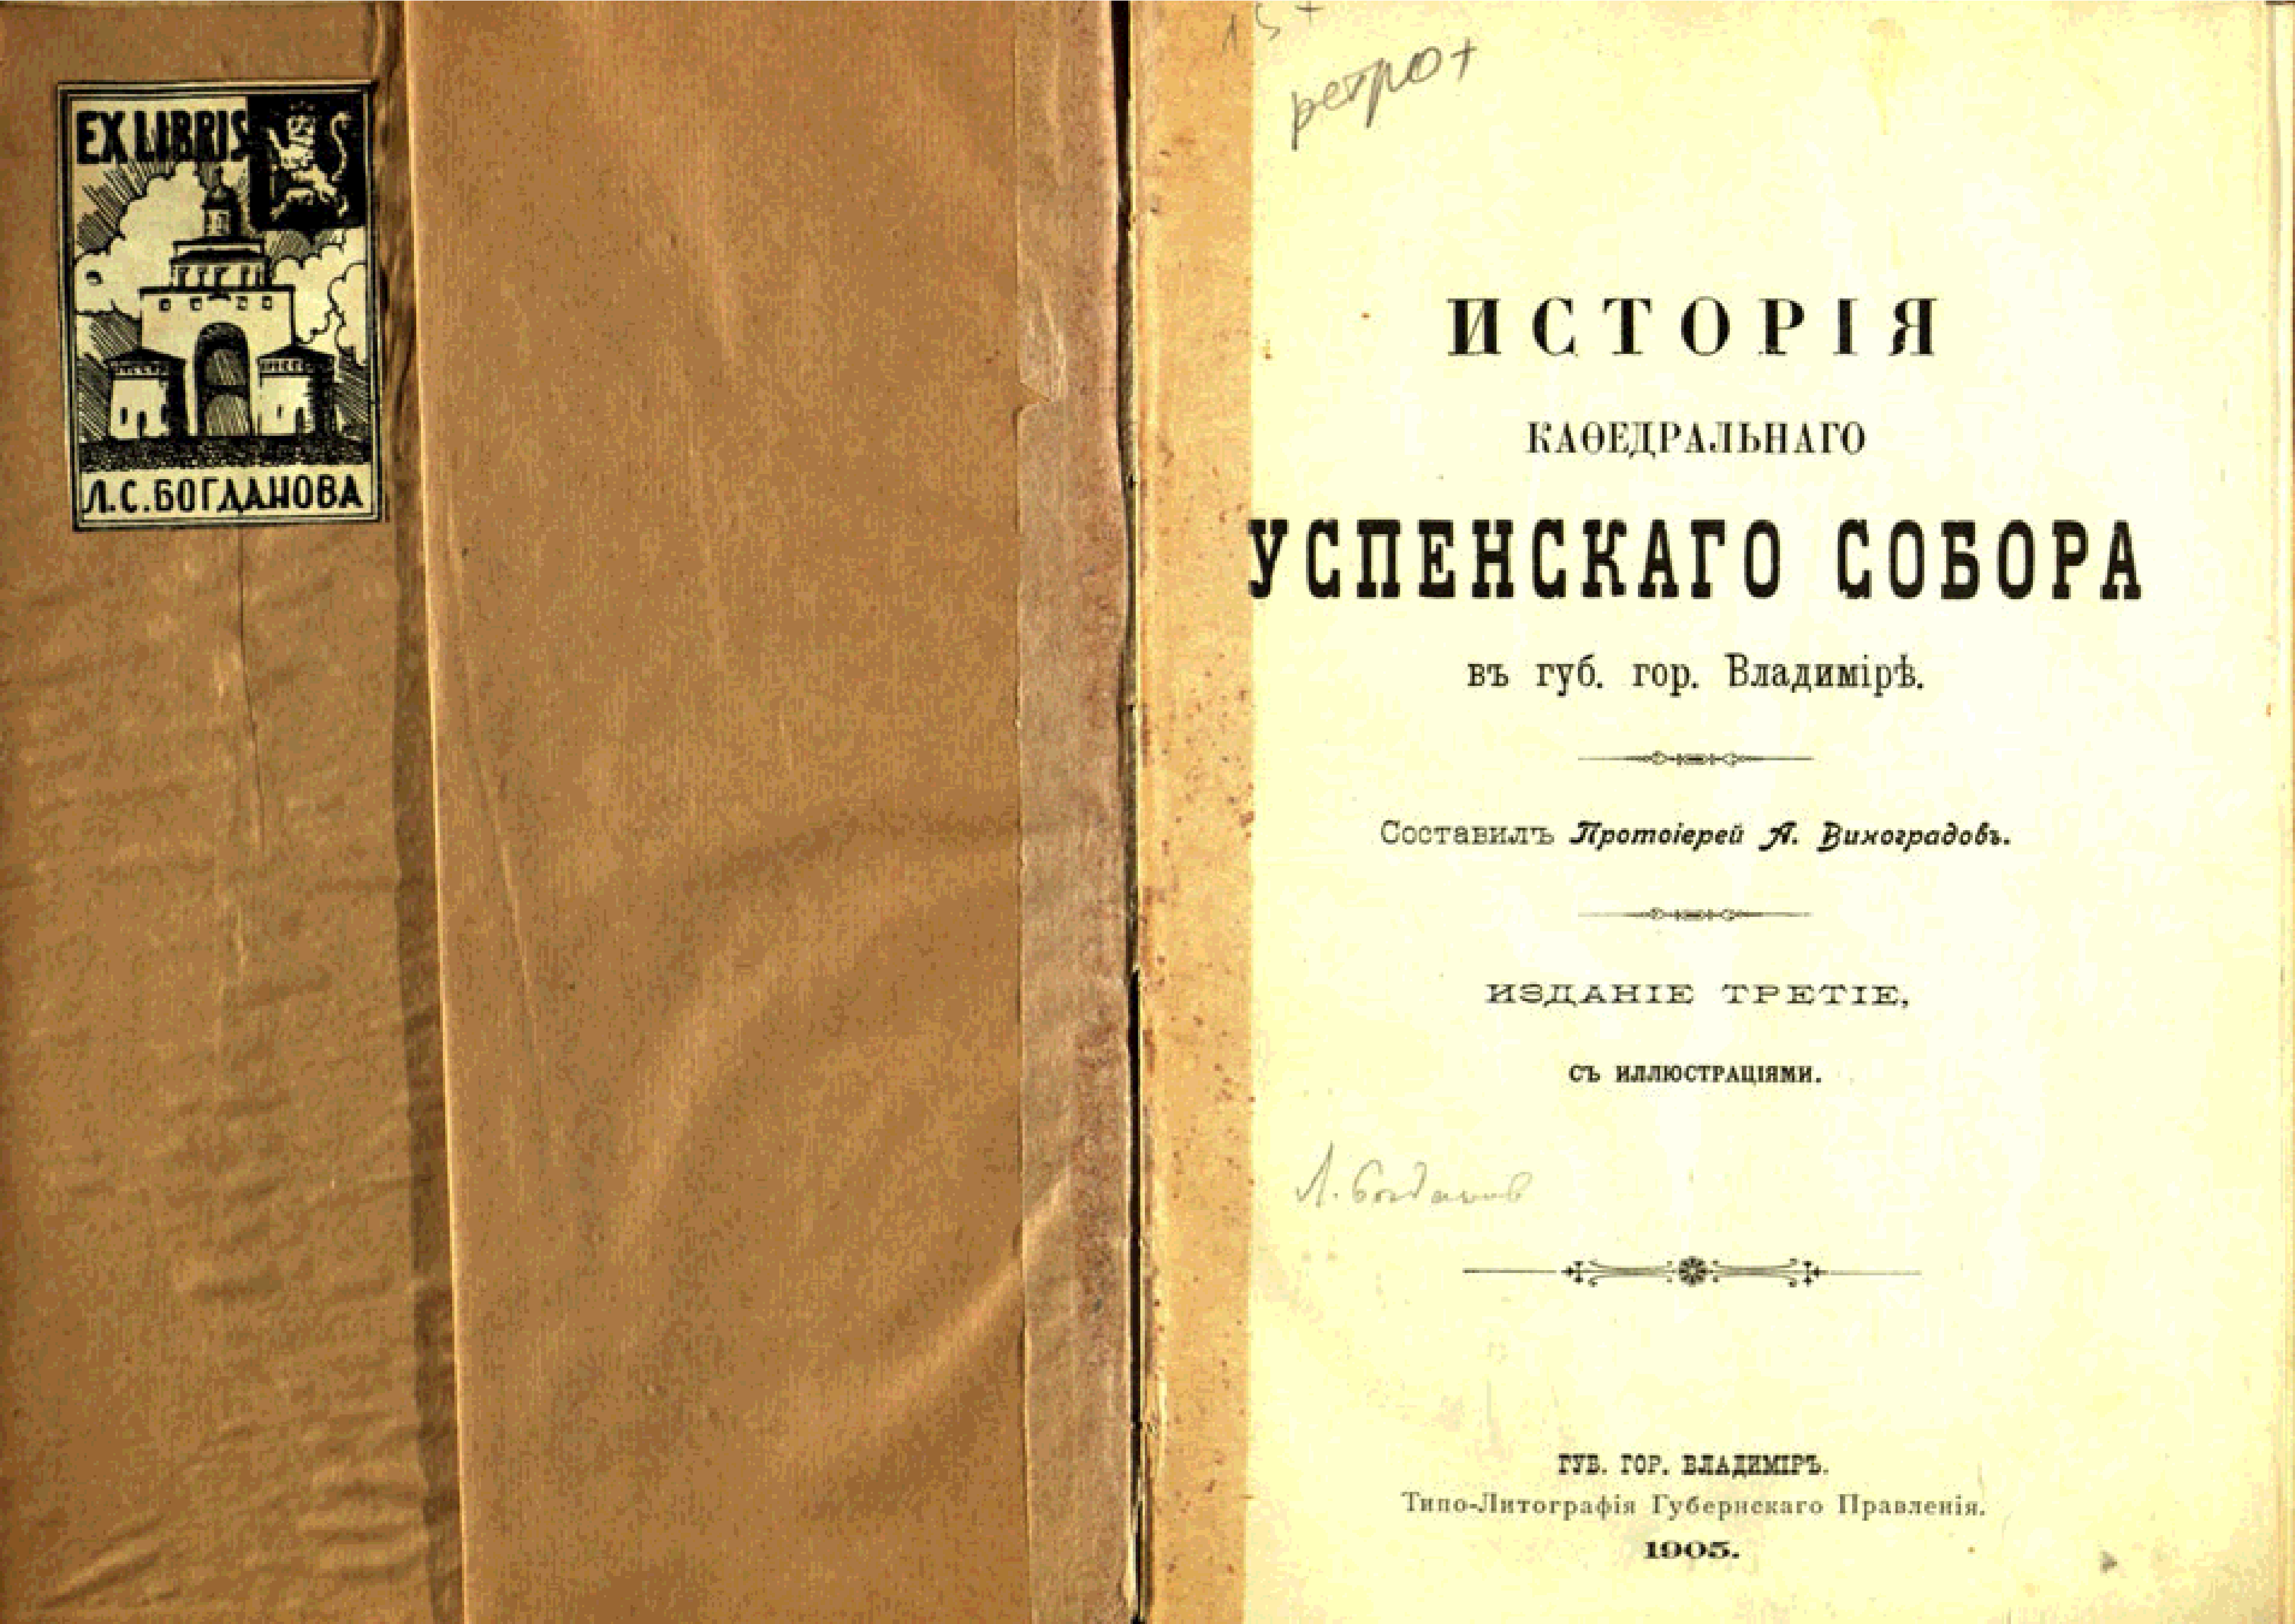 EX LIBRIS
Л.С.БОГДАНОВА
ретро+
ИСТОРІЯ
КАѲЕДРАЛЬНАГО
УСПЕНСКАГО СОБОРА
въ губ. гор. Владимірѣ.
Составилъ Протоіерей А. Виноградовъ.
ИЗДАНІЕ ТРЕТІЕ,
СЪ ИЛЛЮСТРАЦІЯМИ.
Л. Богданов
ГУБ. ГОР. ВЛАДИМІРЪ.
Типо-Литографія Губернскаго Правленія.
1905.